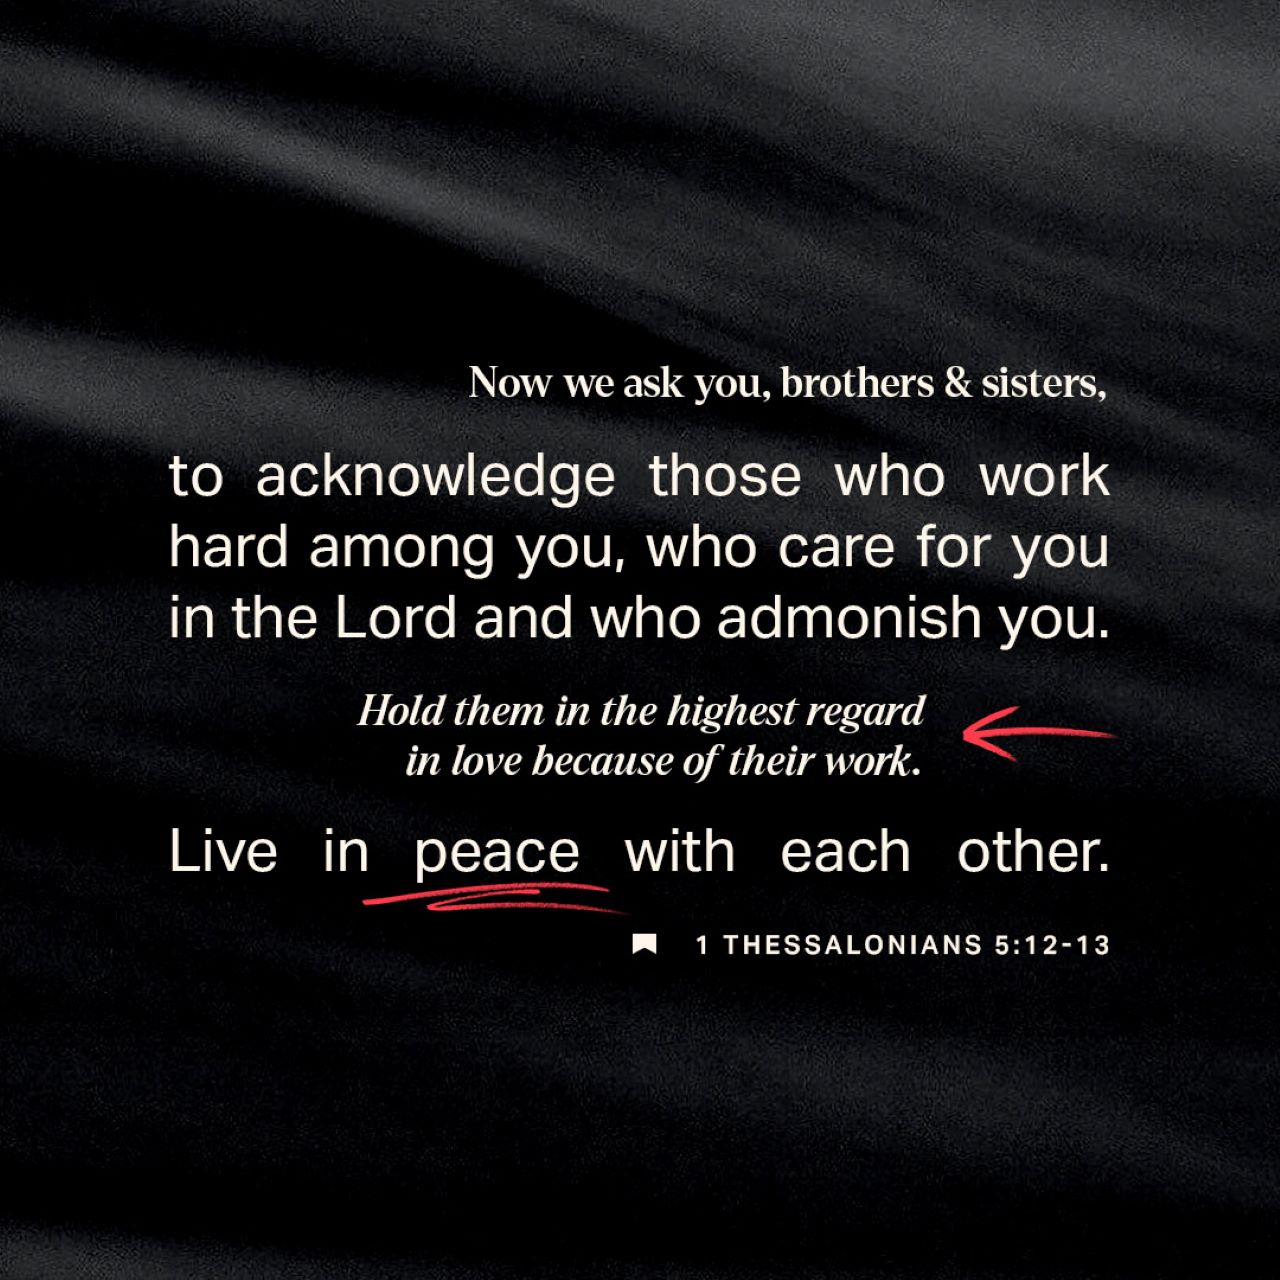 Now we ask you, brothers & sisters,
to acknowledge those who work
hard among you, who care for you
in the Lord and who admonish you.
Hold them in the highest regard
in love because of their work.
Live in peace with each other.
1 THESSALONIANS 5:12-13